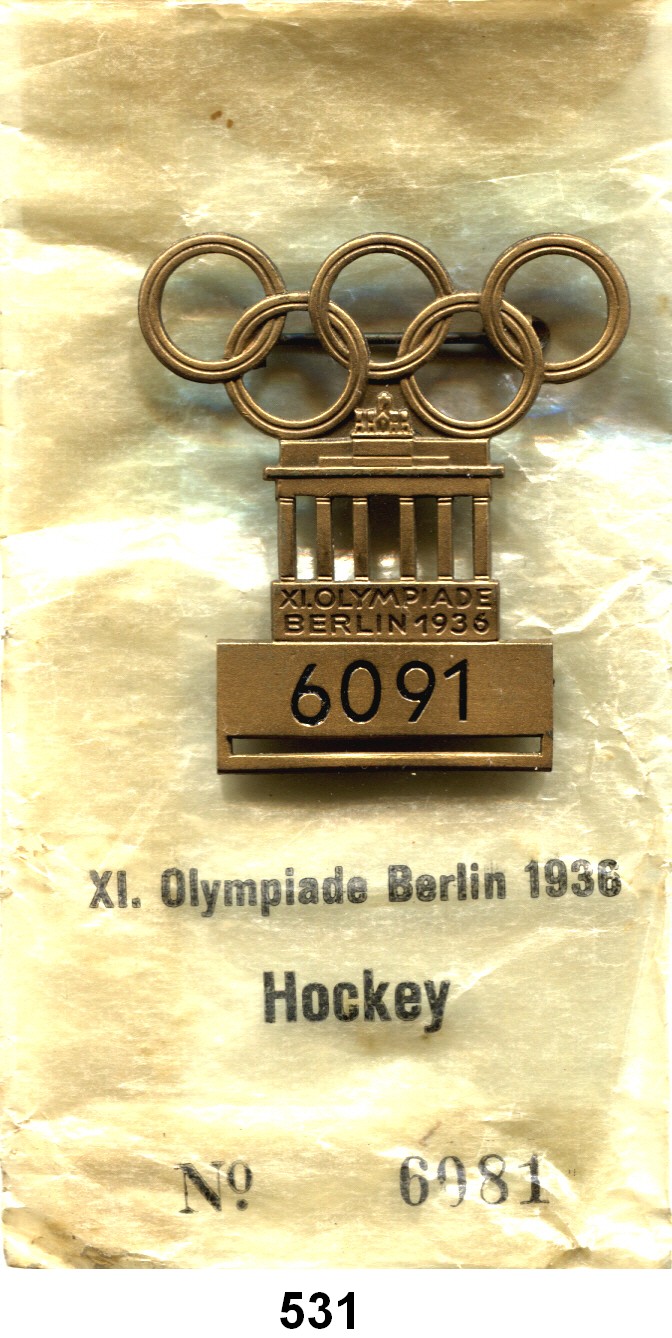 XI. OLYMPIADE
BERLIN 1936
6091
XI. Olympiade Berlin 1936
Hockey
Nº 6081
531